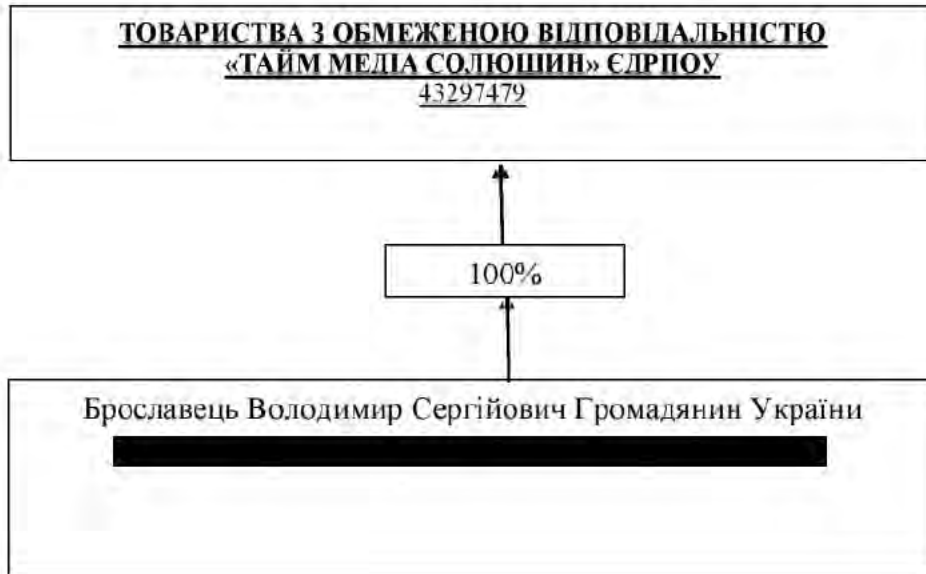 ТОВАРИСТВА З ОБМЕЖЕНОЮ ВІДПОВІДАЛЬНІСТЮ
«ТАЙМ МЕДІА СОЛЮШИН» ЄДРПОУ
43297479
100%
Брославець Володимир Сергійович Громадянин України